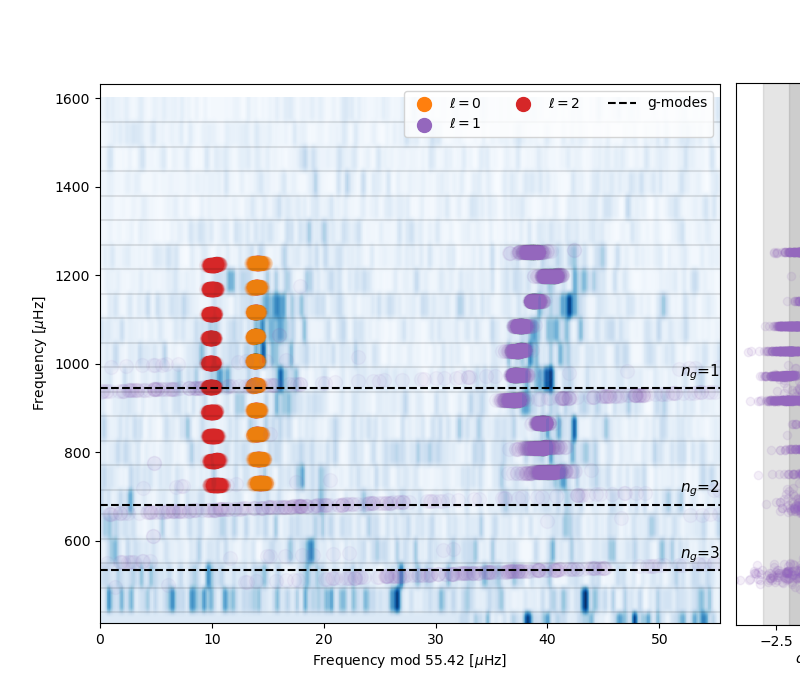 ℓ=0
ℓ=2
g-modes
ℓ=1
1600
1400
1200
1000
800
600
Frequency [μHz]
n_g=1
n_g=2
n_g=3
0
10
20
30
40
50
−2.5
Frequency mod 55.42 [μHz]